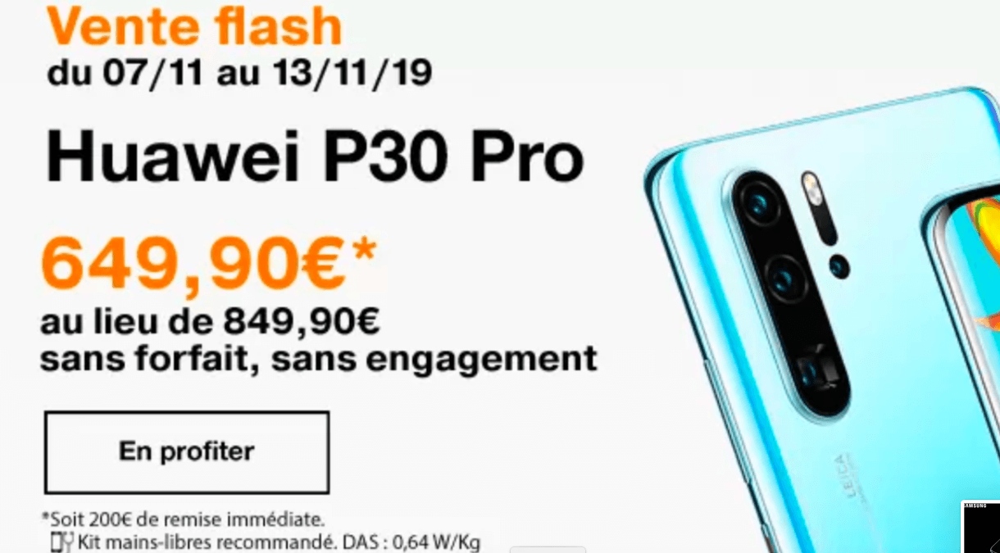 Vente flash
du 07/11 au 13/11/19
Huawei P30 Pro
649,90€*
au lieu de 849,90€
sans forfait, sans engagement
En profiter
*Soit 200€ de remise immédiate.
Kit mains-libres recommandé. DAS : 0,64 W/Kg
LEICA
SAMSUNG